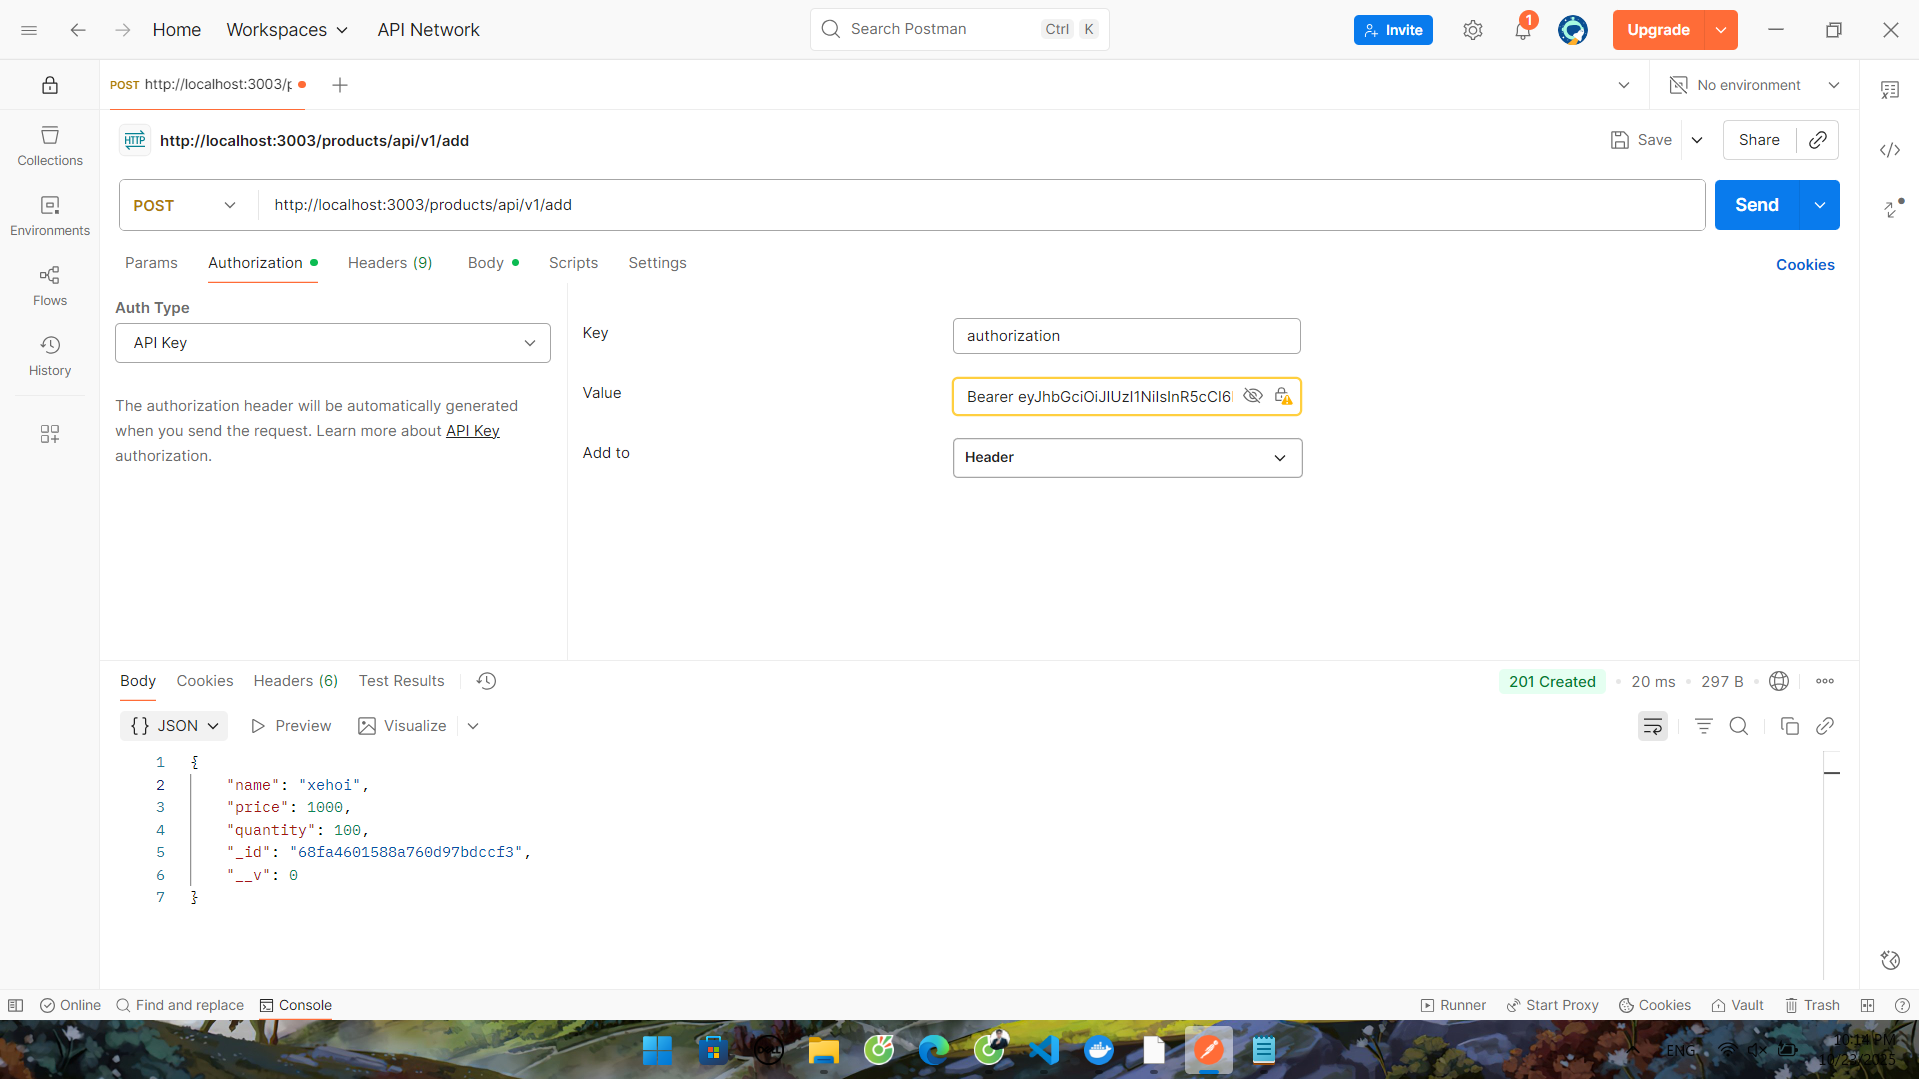 Home
Workspaces
API Network
Search Postman
Ctrl
K
Invite
1
Upgrade
POST http://localhost:3003/p
No environment
HTTP
http://localhost:3003/products/api/v1/add
Save
Share
Collections
Environments
Flows
History
POST
http://localhost:3003/products/api/v1/add
Send
Params
Authorization
Headers (9)
Body
Scripts
Settings
Cookies
Auth Type
API Key
The authorization header will be automatically generated
when you send the request. Learn more about API Key
authorization.
Key
authorization
Value
Bearer eyJhbGciOiJIUzI1NiIsInR5cCI6I
Add to
Header
Body
Cookies
Headers (6)
Test Results
201 Created
20 ms
297 B
{} JSON
Preview
Visualize
1 {
2 "name": "xehoi",
3 "price": 1000,
4 "quantity": 100,
5 "_id": "68fa4601588a760d97bdccf3",
6 "__v": 0
7 }
Online
Find and replace
Console
Runner
Start Proxy
Cookies
Vault
Trash
ENG
10:14 PM
10/23/2025